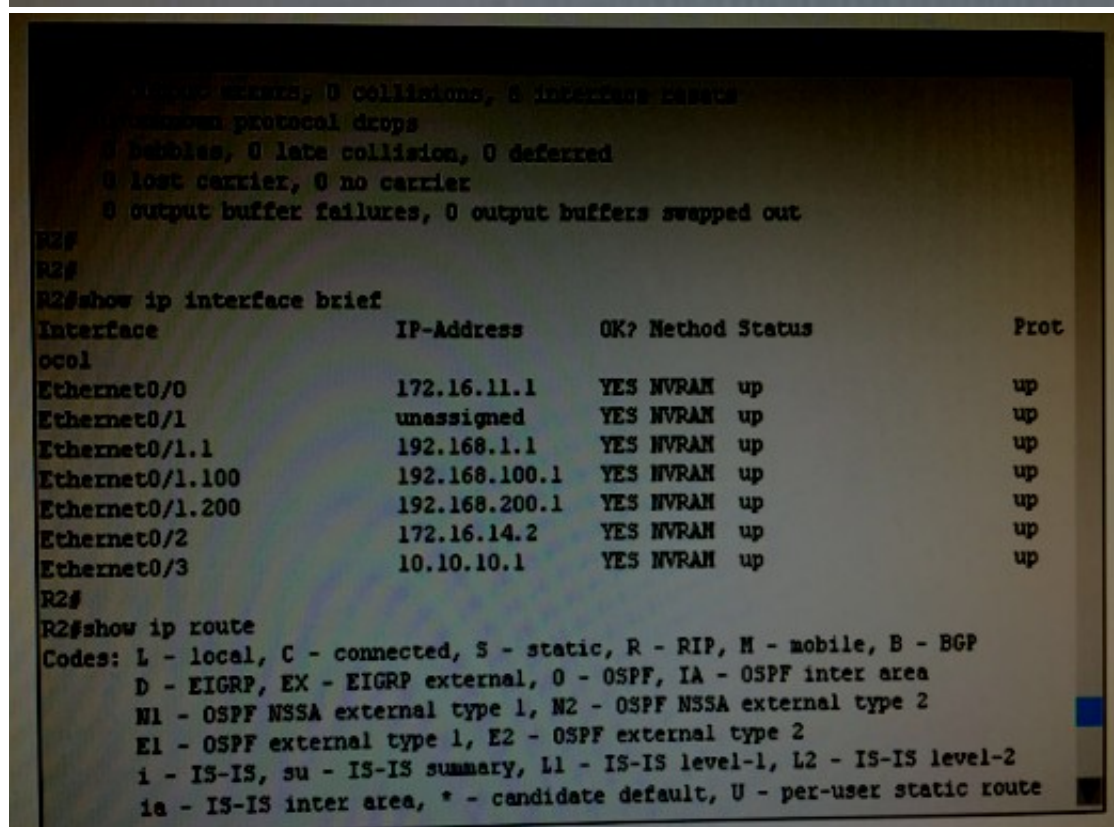 errors, 0 collisions, 6 interface resets
unknown protocol drops
0 babbles, 0 late collision, 0 deferred
0 lost carrier, 0 no carrier
0 output buffer failures, 0 output buffers swapped out
R2#
R2#
R2#show ip interface brief
Interface IP-Address OK? Method Status Prot
ocol
Ethernet0/0 172.16.11.1 YES NVRAM up up
Ethernet0/1 unassigned YES NVRAM up up
Ethernet0/1.1 192.168.1.1 YES NVRAM up up
Ethernet0/1.100 192.168.100.1 YES NVRAM up up
Ethernet0/1.200 192.168.200.1 YES NVRAM up up
Ethernet0/2 172.16.14.2 YES NVRAM up up
Ethernet0/3 10.10.10.1 YES NVRAM up up
R2#
R2#show ip route
Codes: L - local, C - connected, S - static, R - RIP, M - mobile, B - BGP
D - EIGRP, EX - EIGRP external, O - OSPF, IA - OSPF inter area
N1 - OSPF NSSA external type 1, N2 - OSPF NSSA external type 2
E1 - OSPF external type 1, E2 - OSPF external type 2
i - IS-IS, su - IS-IS summary, L1 - IS-IS level-1, L2 - IS-IS level-2
ia - IS-IS inter area, * - candidate default, U - per-user static route